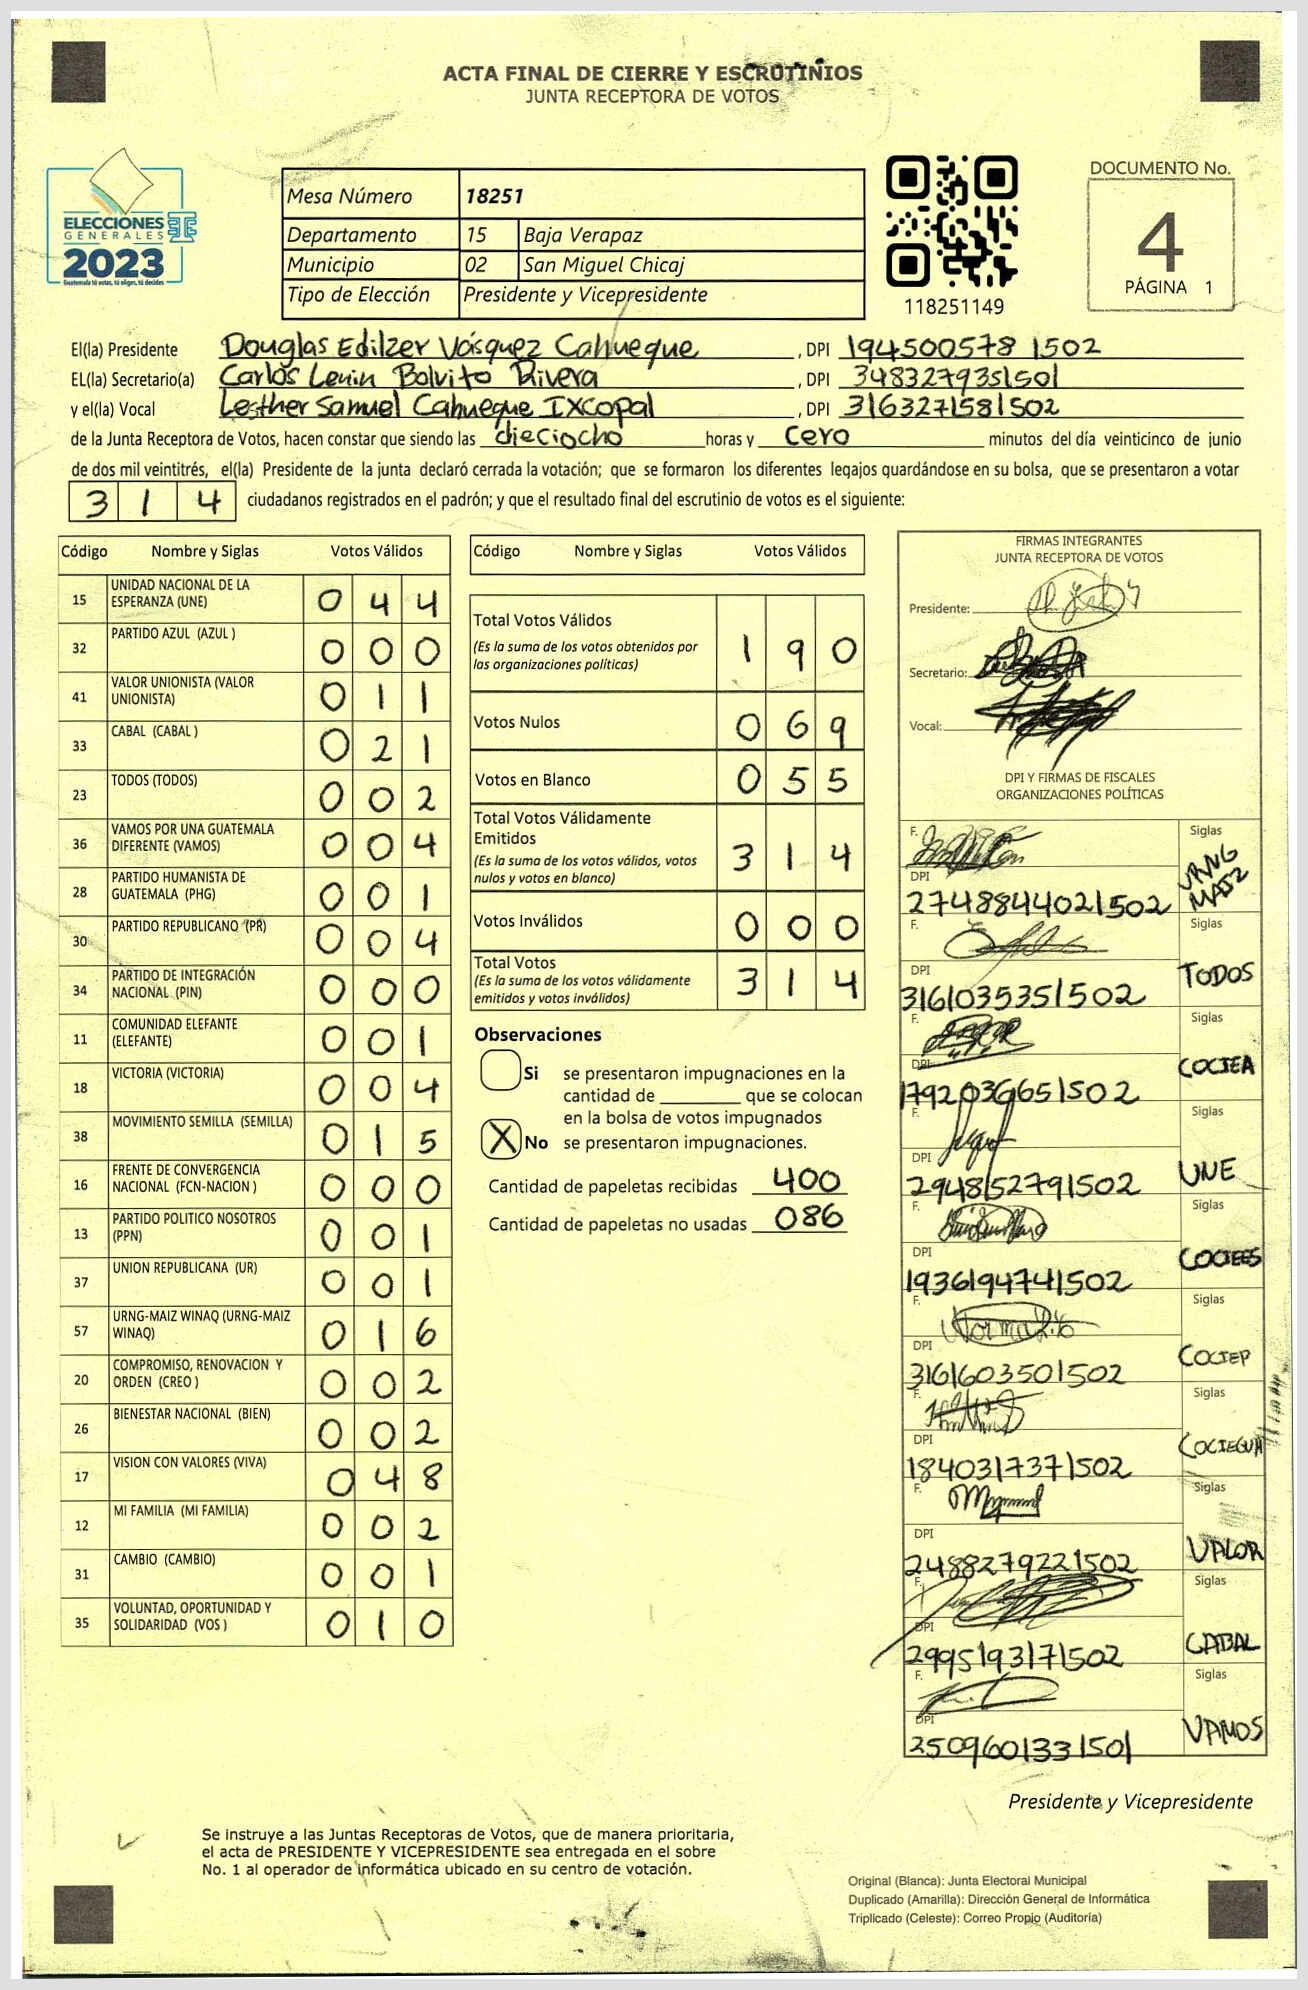 ACTA FINAL DE CIERRE Y ESCRUTINIOS
JUNTA RECEPTORA DE VOTOS
ELECCIONES
GENERALES
2023
Guatemala tú votas, tú eliges, tú decides
Mesa Número 18251
Departamento 15 Baja Verapaz
Municipio 02 San Miguel Chicaj
Tipo de Elección Presidente y Vicepresidente
118251149
DOCUMENTO No.
4
PÁGINA 1
El(la) Presidente Douglas Edilzer Vásquez Cahueque, DPI 194500578 1502
EL(la) Secretario(a) Carlos Lenin Bolvito Rivera, DPI 3483279351501
y el(la) Vocal Lesther Samuel Cahueque Ixcopal, DPI 3163271581502
de la Junta Receptora de Votos, hacen constar que siendo las dieciocho horas y cero minutos del día veinticinco de junio
de dos mil veintitrés, el(la) Presidente de la junta declaró cerrada la votación; que se formaron los diferentes legajos quardándose en su bolsa, que se presentaron a votar
3 1 4 ciudadanos registrados en el padrón; y que el resultado final del escrutinio de votos es el siguiente:
Código Nombre y Siglas Votos Válidos
15 UNIDAD NACIONAL DE LA ESPERANZA (UNE) 0 4 4
32 PARTIDO AZUL (AZUL ) 0 0 0
41 VALOR UNIONISTA (VALOR UNIONISTA) 0 1 1
33 CABAL (CABAL ) 0 2 1
23 TODOS (TODOS) 0 0 2
36 VAMOS POR UNA GUATEMALA DIFERENTE (VAMOS) 0 0 4
28 PARTIDO HUMANISTA DE GUATEMALA (PHG) 0 0 1
30 PARTIDO REPUBLICANO (PR) 0 0 4
34 PARTIDO DE INTEGRACIÓN NACIONAL (PIN) 0 0 0
11 COMUNIDAD ELEFANTE (ELEFANTE) 0 0 1
18 VICTORIA (VICTORIA) 0 0 4
38 MOVIMIENTO SEMILLA (SEMILLA) 0 1 5
16 FRENTE DE CONVERGENCIA NACIONAL (FCN-NACION ) 0 0 0
13 PARTIDO POLITICO NOSOTROS (PPN) 0 0 1
37 UNION REPUBLICANA (UR) 0 0 1
57 URNG-MAIZ WINAQ (URNG-MAIZ WINAQ) 0 1 6
20 COMPROMISO, RENOVACION Y ORDEN (CREO ) 0 0 2
26 BIENESTAR NACIONAL (BIEN) 0 0 2
17 VISION CON VALORES (VIVA) 0 4 8
12 MI FAMILIA (MI FAMILIA) 0 0 2
31 CAMBIO (CAMBIO) 0 0 1
35 VOLUNTAD, OPORTUNIDAD Y SOLIDARIDAD (VOS ) 0 1 0
Código Nombre y Siglas Votos Válidos
Total Votos Válidos 1 9 0
(Es la suma de los votos obtenidos por
las organizaciones políticas)
Votos Nulos 0 6 9
Votos en Blanco 0 5 5
Total Votos Válidamente
Emitidos 3 1 4
(Es la suma de los votos válidos, votos
nulos y votos en blanco)
Votos Inválidos 0 0 0
Total Votos 3 1 4
(Es la suma de los votos válidamente
emitidos y votos inválidos)
Observaciones
Si se presentaron impugnaciones en la
cantidad de ________ que se colocan
en la bolsa de votos impugnados
X No se presentaron impugnaciones.
Cantidad de papeletas recibidas 400
Cantidad de papeletas no usadas 086
FIRMAS INTEGRANTES
JUNTA RECEPTORA DE VOTOS
Presidente:
Secretario:
Vocal:
DPI Y FIRMAS DE FISCALES
ORGANIZACIONES POLÍTICAS
F. Siglas
DPI URNG MAIZ
2748844021502
F. Siglas
DPI TODOS
3161035351502
F. Siglas
DPI COCIEA
1792036651502
F. Siglas
DPI UNE
2948152791502
F. Siglas
DPI COCIEES
1936194741502
F. Siglas
DPI COCIEP
3161603501502
F. Siglas
DPI COCIEGUA
1840317371502
F. Siglas
DPI VALOR
2488279221502
F. Siglas
DPI CABAL
2995193171502
F. Siglas
DPI VAMOS
2509601331501
Presidente y Vicepresidente
Se instruye a las Juntas Receptoras de Votos, que de manera prioritaria,
el acta de PRESIDENTE Y VICEPRESIDENTE sea entregada en el sobre
No. 1 al operador de informática ubicado en su centro de votación.
Original (Blanca): Junta Electoral Municipal
Duplicado (Amarilla): Dirección General de Informática
Triplicado (Celeste): Correo Propio (Auditoría)